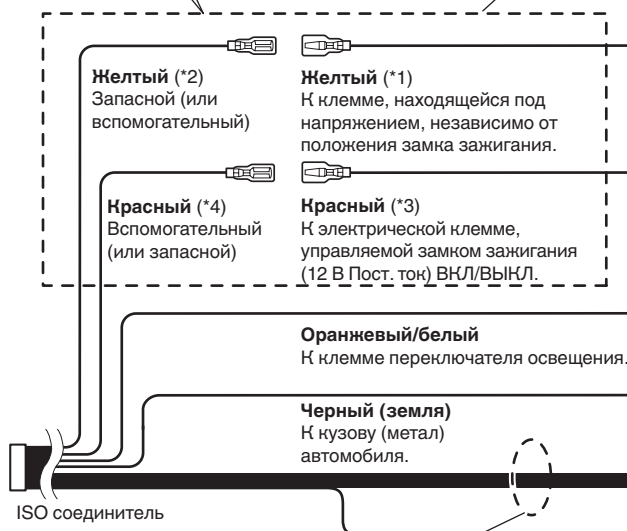 Желтый (*2)
Запасной (или
вспомогательный)
Желтый (*1)
К клемме, находящейся под
напряжением, независимо от
положения замка зажигания.
Красный (*4)
Вспомогательный
(или запасной)
Красный (*3)
К электрической клемме,
управляемой замком зажигания
(12 В Пост. ток) ВКЛ/ВЫКЛ.
Оранжевый/белый
К клемме переключателя освещения.
Черный (земля)
К кузову (метал)
автомобиля.
ISO соединитель